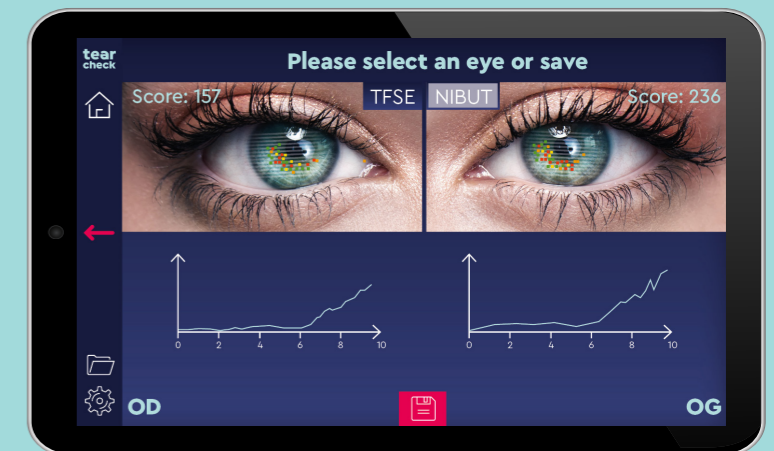 tear
check
Please select an eye or save
Score: 157
TFSE
NIBUT
Score: 236
0 2 4 6 8 10
0 2 4 6 8 10
OD
OG